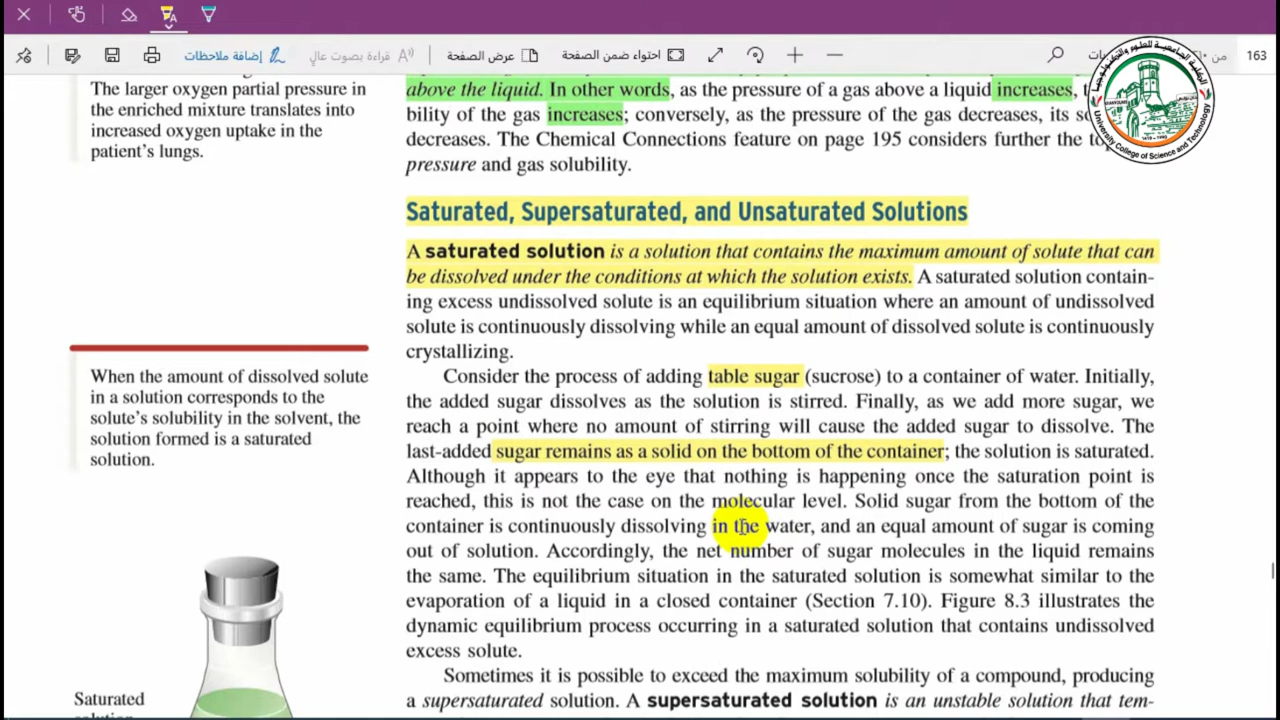 إضافة ملاحظات
قراءة بصوت عالٍ
عرض الصفحة
احتواء ضمن الصفحة
من
163
University College of Science and Technology
The larger oxygen partial pressure in
the enriched mixture translates into
increased oxygen uptake in the
patient's lungs.
above the liquid. In other words, as the pressure of a gas above a liquid increases,
bility of the gas increases; conversely, as the pressure of the gas decreases, its
decreases. The Chemical Connections feature on page 195 considers further the
pressure and gas solubility.
Saturated, Supersaturated, and Unsaturated Solutions
A saturated solution is a solution that contains the maximum amount of solute that can
be dissolved under the conditions at which the solution exists. A saturated solution contain-
ing excess undissolved solute is an equilibrium situation where an amount of undissolved
solute is continuously dissolving while an equal amount of dissolved solute is continuously
crystallizing.
Consider the process of adding table sugar (sucrose) to a container of water. Initially,
the added sugar dissolves as the solution is stirred. Finally, as we add more sugar, we
reach a point where no amount of stirring will cause the added sugar to dissolve. The
last-added sugar remains as a solid on the bottom of the container; the solution is saturated.
Although it appears to the eye that nothing is happening once the saturation point is
reached, this is not the case on the molecular level. Solid sugar from the bottom of the
container is continuously dissolving in the water, and an equal amount of sugar is coming
out of solution. Accordingly, the net number of sugar molecules in the liquid remains
the same. The equilibrium situation in the saturated solution is somewhat similar to the
evaporation of a liquid in a closed container (Section 7.10). Figure 8.3 illustrates the
dynamic equilibrium process occurring in a saturated solution that contains undissolved
excess solute.
Sometimes it is possible to exceed the maximum solubility of a compound, producing
a supersaturated solution. A supersaturated solution is an unstable solution that tem-
When the amount of dissolved solute
in a solution corresponds to the
solute's solubility in the solvent, the
solution formed is a saturated
solution.
Saturated